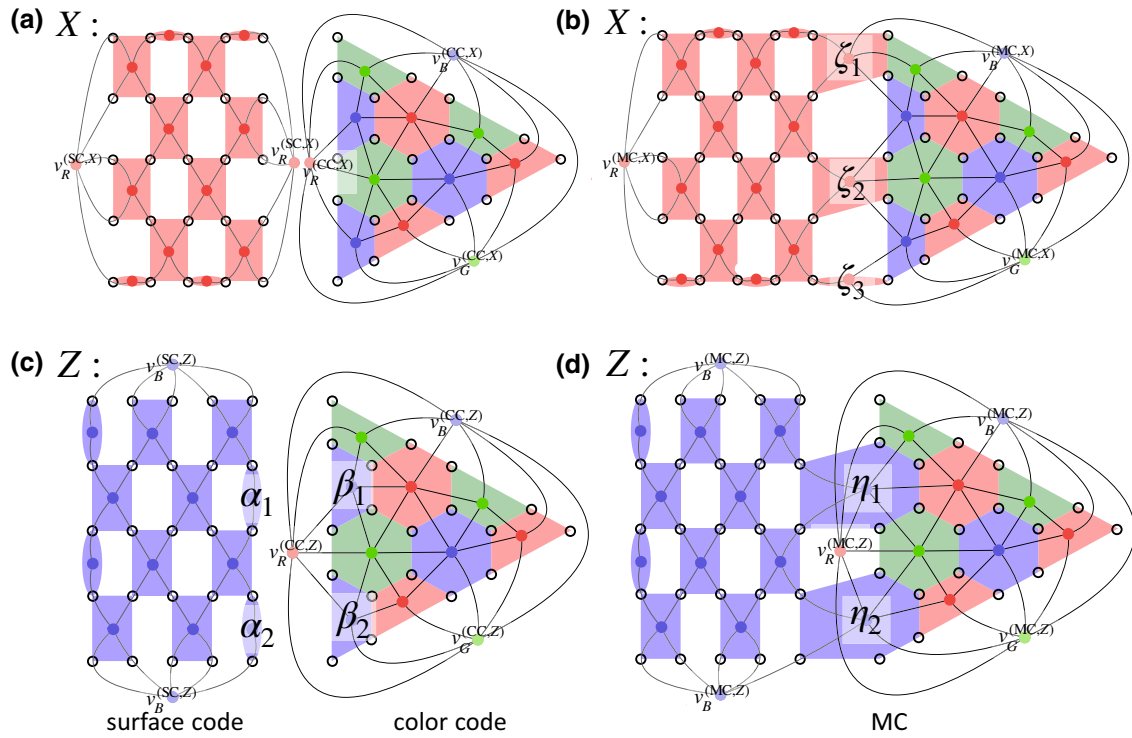 (a) X :
v_B^(CC,X)
v_R^(SC,X)
v_R^(SC,X)
v_R^(CC,X)
v_G^(CC,X)
(b) X :
ζ1
v_B^(MC,X)
v_R^(MC,X)
ζ2
v_G^(MC,X)
ζ3
(c) Z :
v_B^(SC,Z)
v_B^(CC,Z)
α1
β1
v_R^(CC,Z)
α2
β2
v_G^(CC,Z)
v_B^(SC,Z)
surface code
color code
(d) Z :
v_B^(MC,Z)
v_B^(MC,Z)
η1
v_R^(MC,Z)
η2
v_G^(MC,Z)
v_B^(MC,Z)
MC